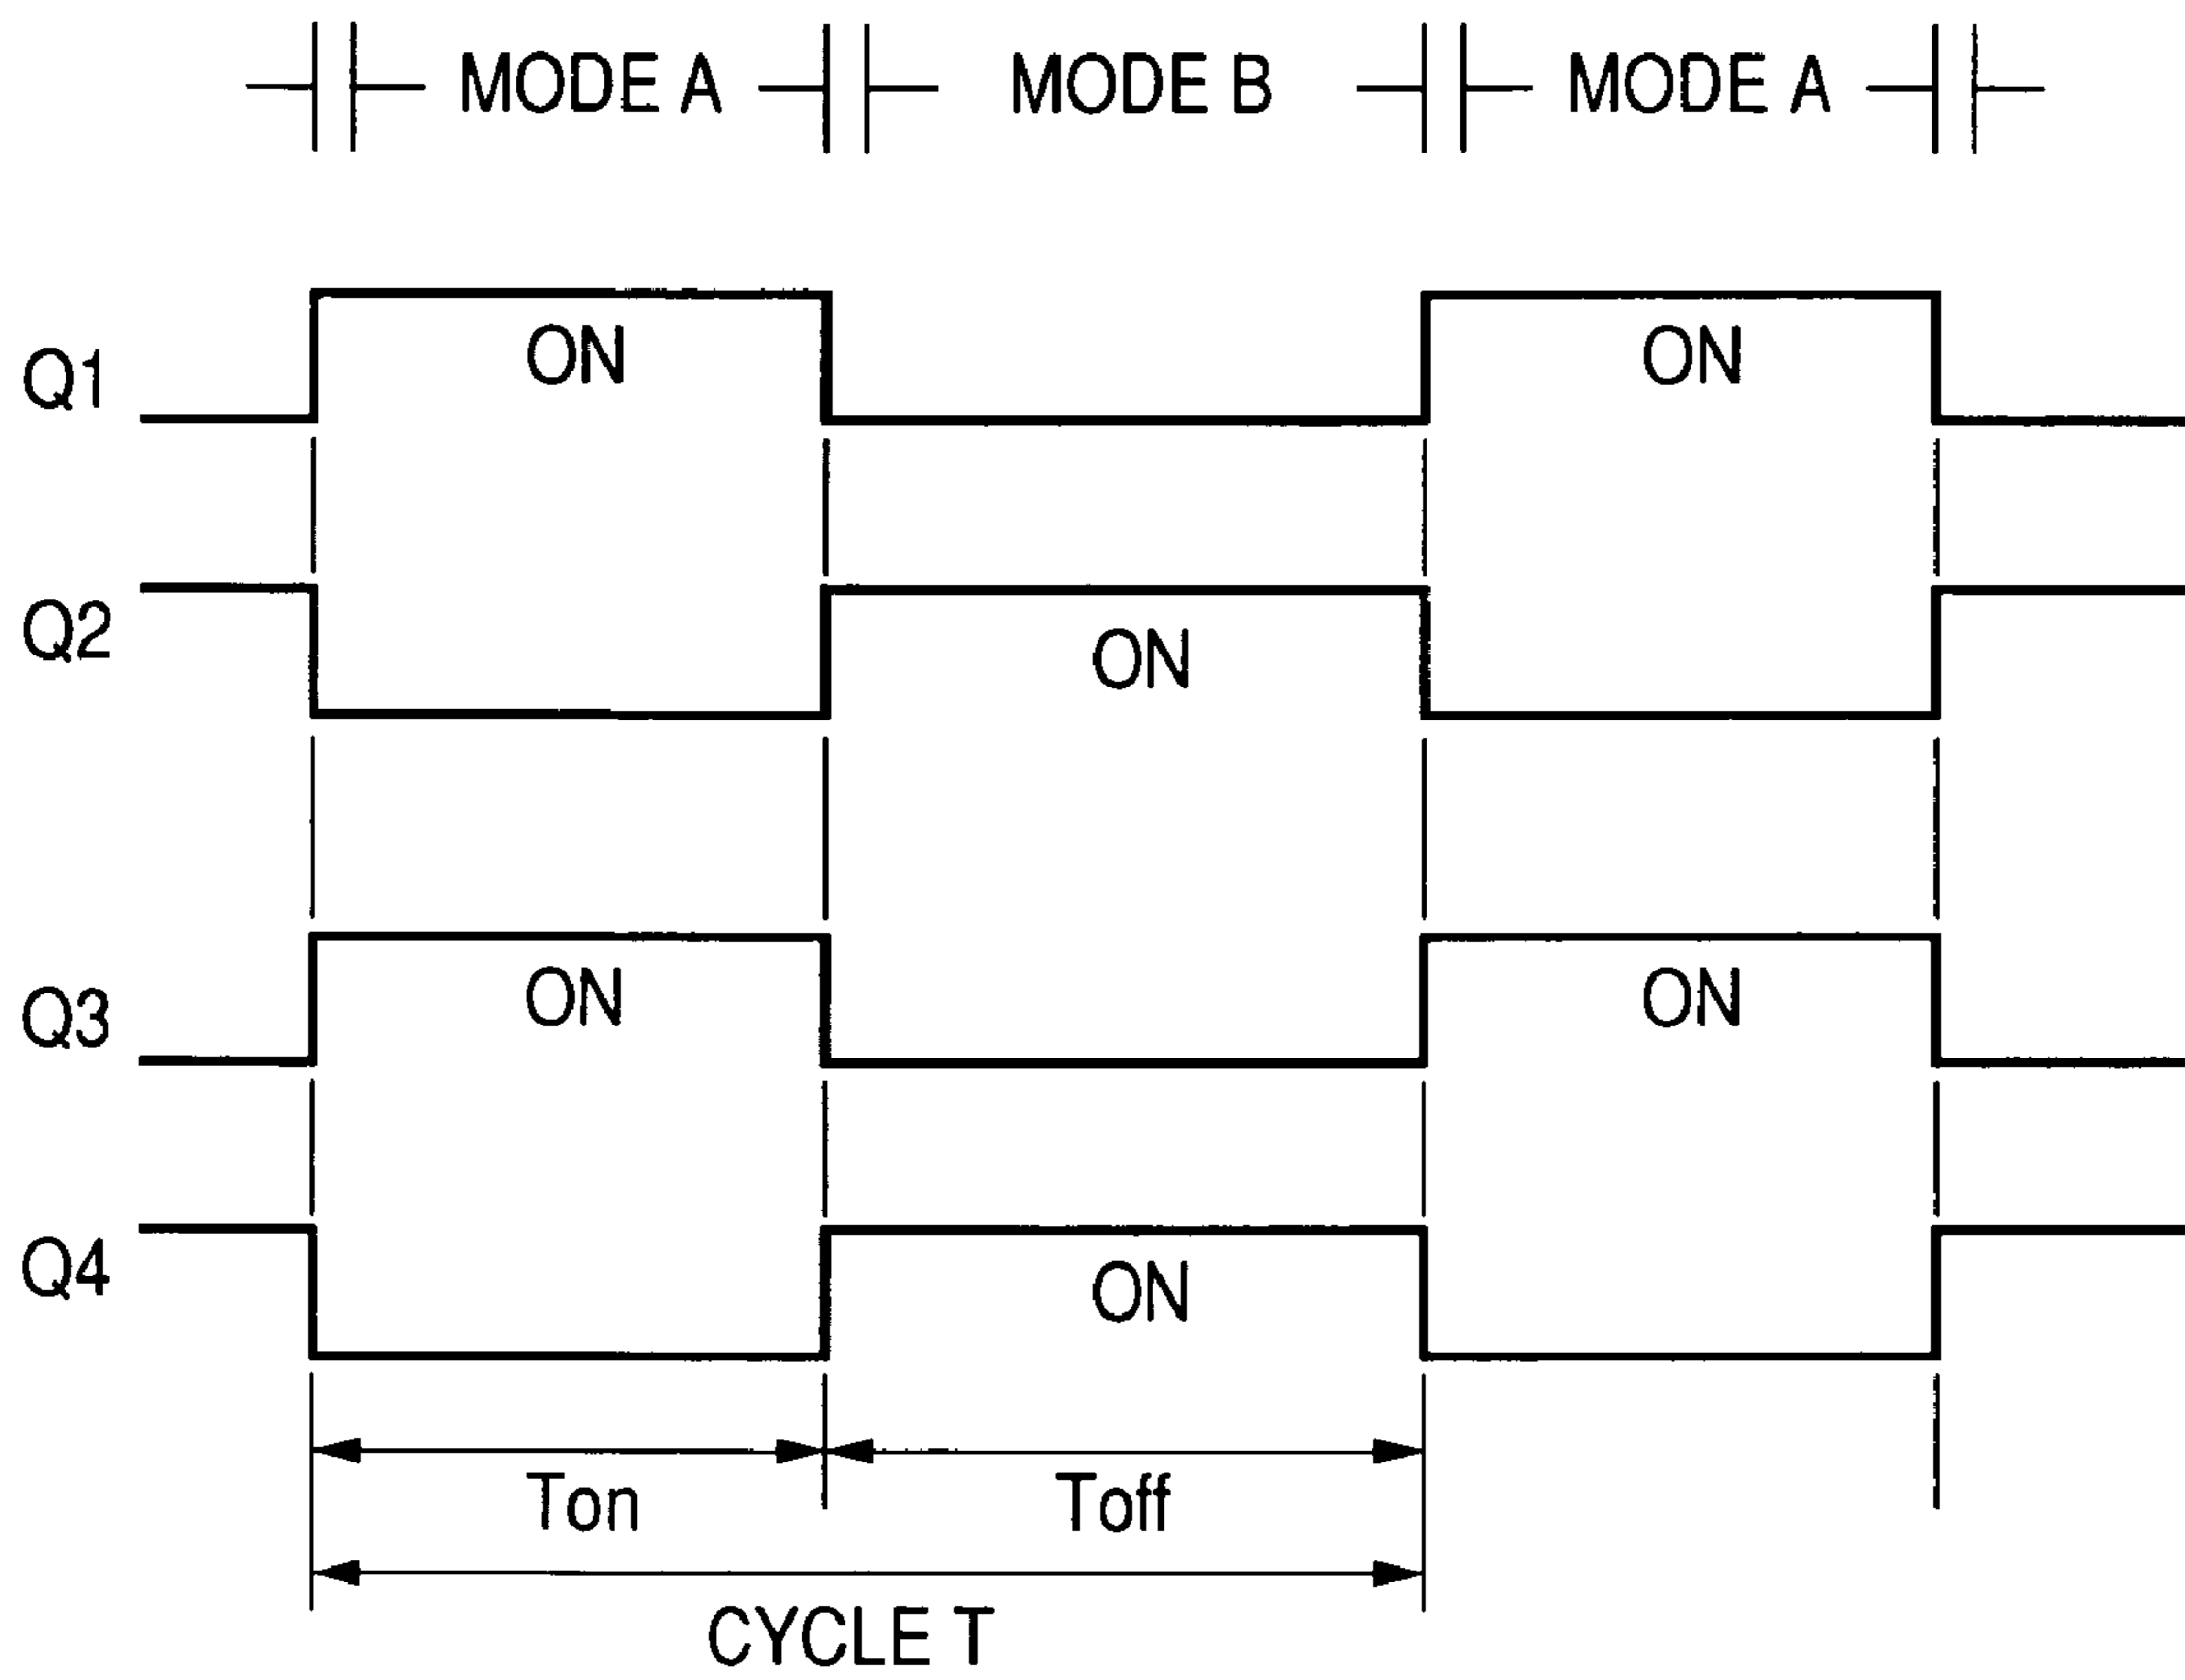 MODE A MODE B MODE A
Q1 ON ON
Q2 ON
Q3 ON ON
Q4 ON
Ton Toff
CYCLE T